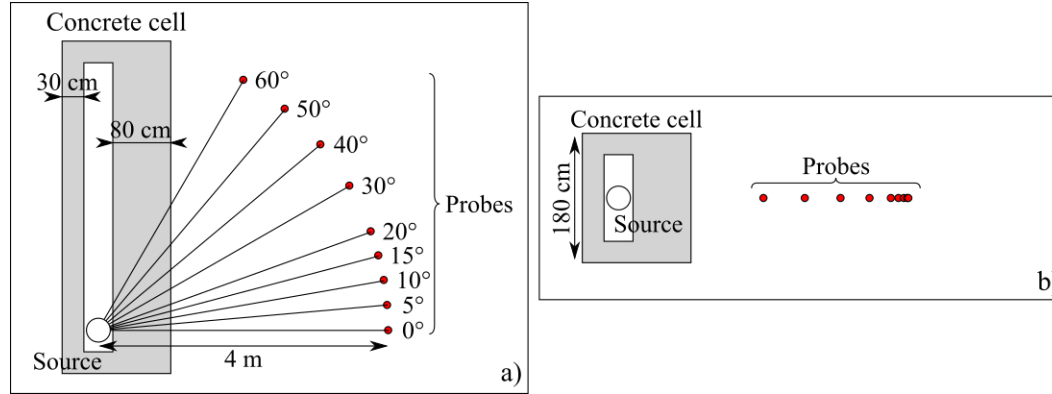 Concrete cell
30 cm
80 cm
60°
50°
40°
30°
20°
15°
10°
5°
0°
Probes
Source
4 m
a)
Concrete cell
180 cm
Source
Probes
b)